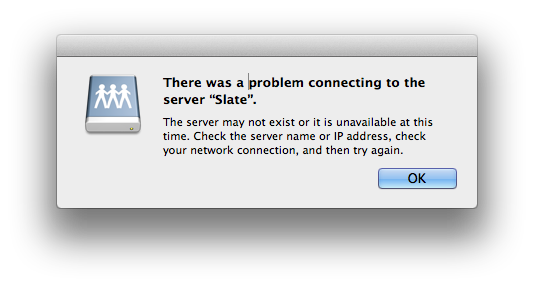 There was a problem connecting to the
server “Slate”.
The server may not exist or it is unavailable at this
time. Check the server name or IP address, check
your network connection, and then try again.
OK